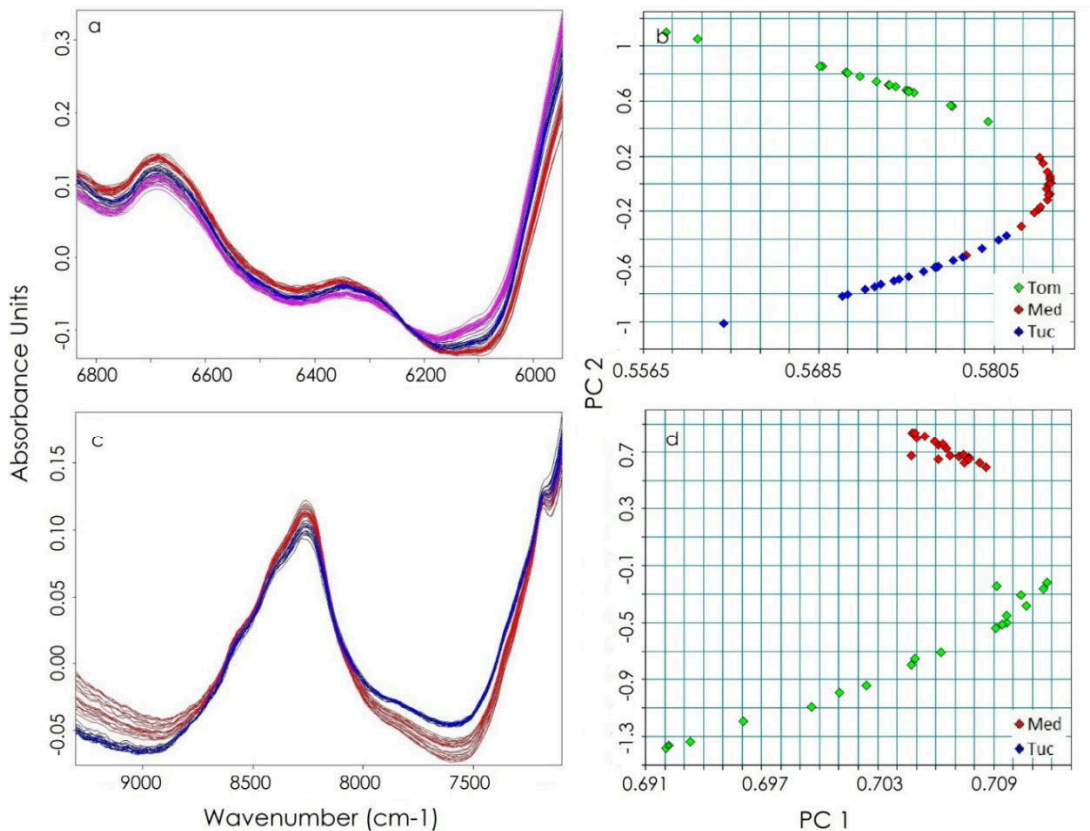 a
0.3
0.2
0.1
0.0
-0.1
6800 6600 6400 6200 6000
b
1
0.6
0.2
-0.2
-0.6
-1
0.5565 0.5685 0.5805
Tom
Med
Tuc
Absorbance Units
PC 2
c
0.15
0.10
0.05
0.00
-0.05
9000 8500 8000 7500
Wavenumber (cm-1)
d
0.7
0.3
-0.1
-0.5
-0.9
-1.3
0.691 0.697 0.703 0.709
Med
Tuc
PC 1